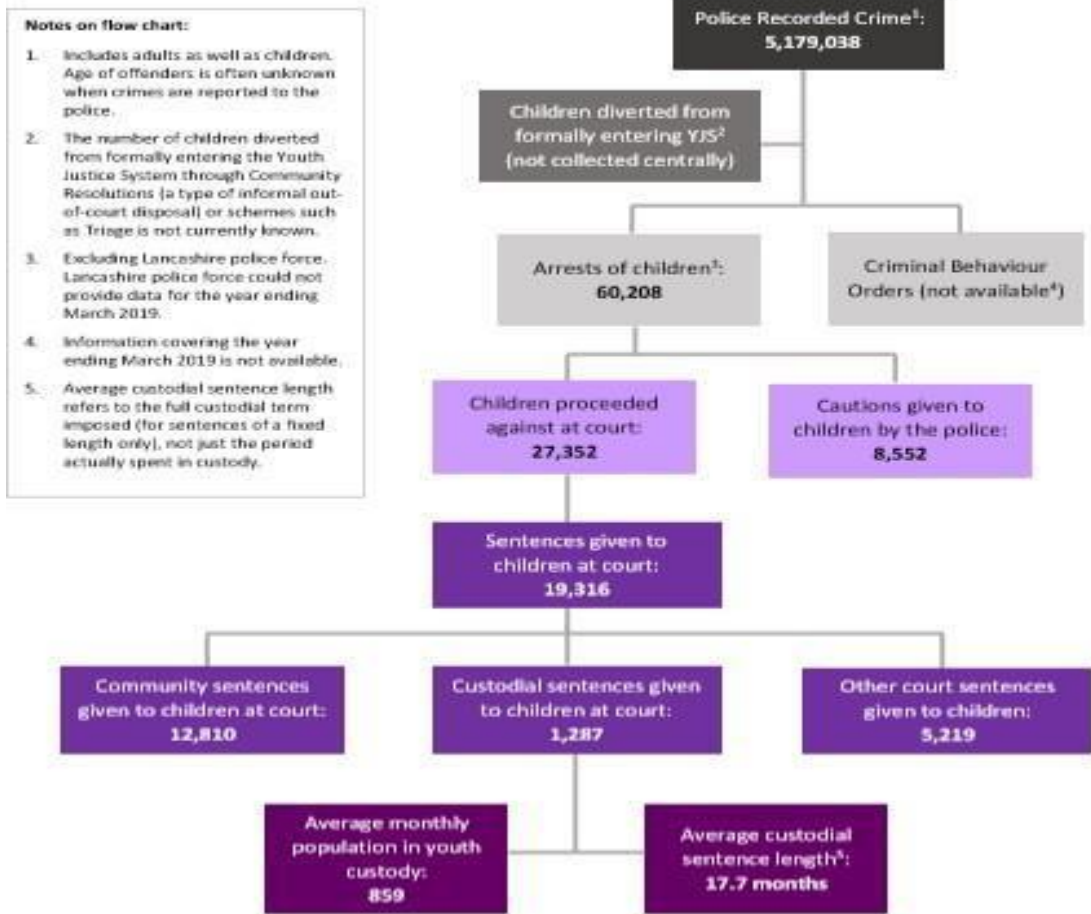 Notes on flow chart:
1. Includes adults as well as children.
Age of offenders is often unknown
when crimes are reported to the
police.
2. The number of children diverted
from formally entering the Youth
Justice System through Community
Resolutions (a type of informal out-
of-court disposal) or schemes such
as Triage is not currently known.
3. Excluding Lancashire police force.
Lancashire police force could not
provide data for the year ending
March 2019.
4. Information covering the year
ending March 2019 is not available.
5. Average custodial sentence length
refers to the full custodial term
imposed (for sentences of a fixed
length only), not just the period
actually spent in custody.
Police Recorded Crime¹:
5,179,038
Children diverted from
formally entering YJS²
(not collected centrally)
Arrests of children³:
60,208
Criminal Behaviour
Orders (not available⁴)
Children proceeded
against at court:
27,352
Cautions given to
children by the police:
8,552
Sentences given to
children at court:
19,316
Community sentences
given to children at court:
12,810
Custodial sentences given
to children at court:
1,287
Other court sentences
given to children:
5,219
Average monthly
population in youth
custody:
859
Average custodial
sentence length⁵:
17.7 months